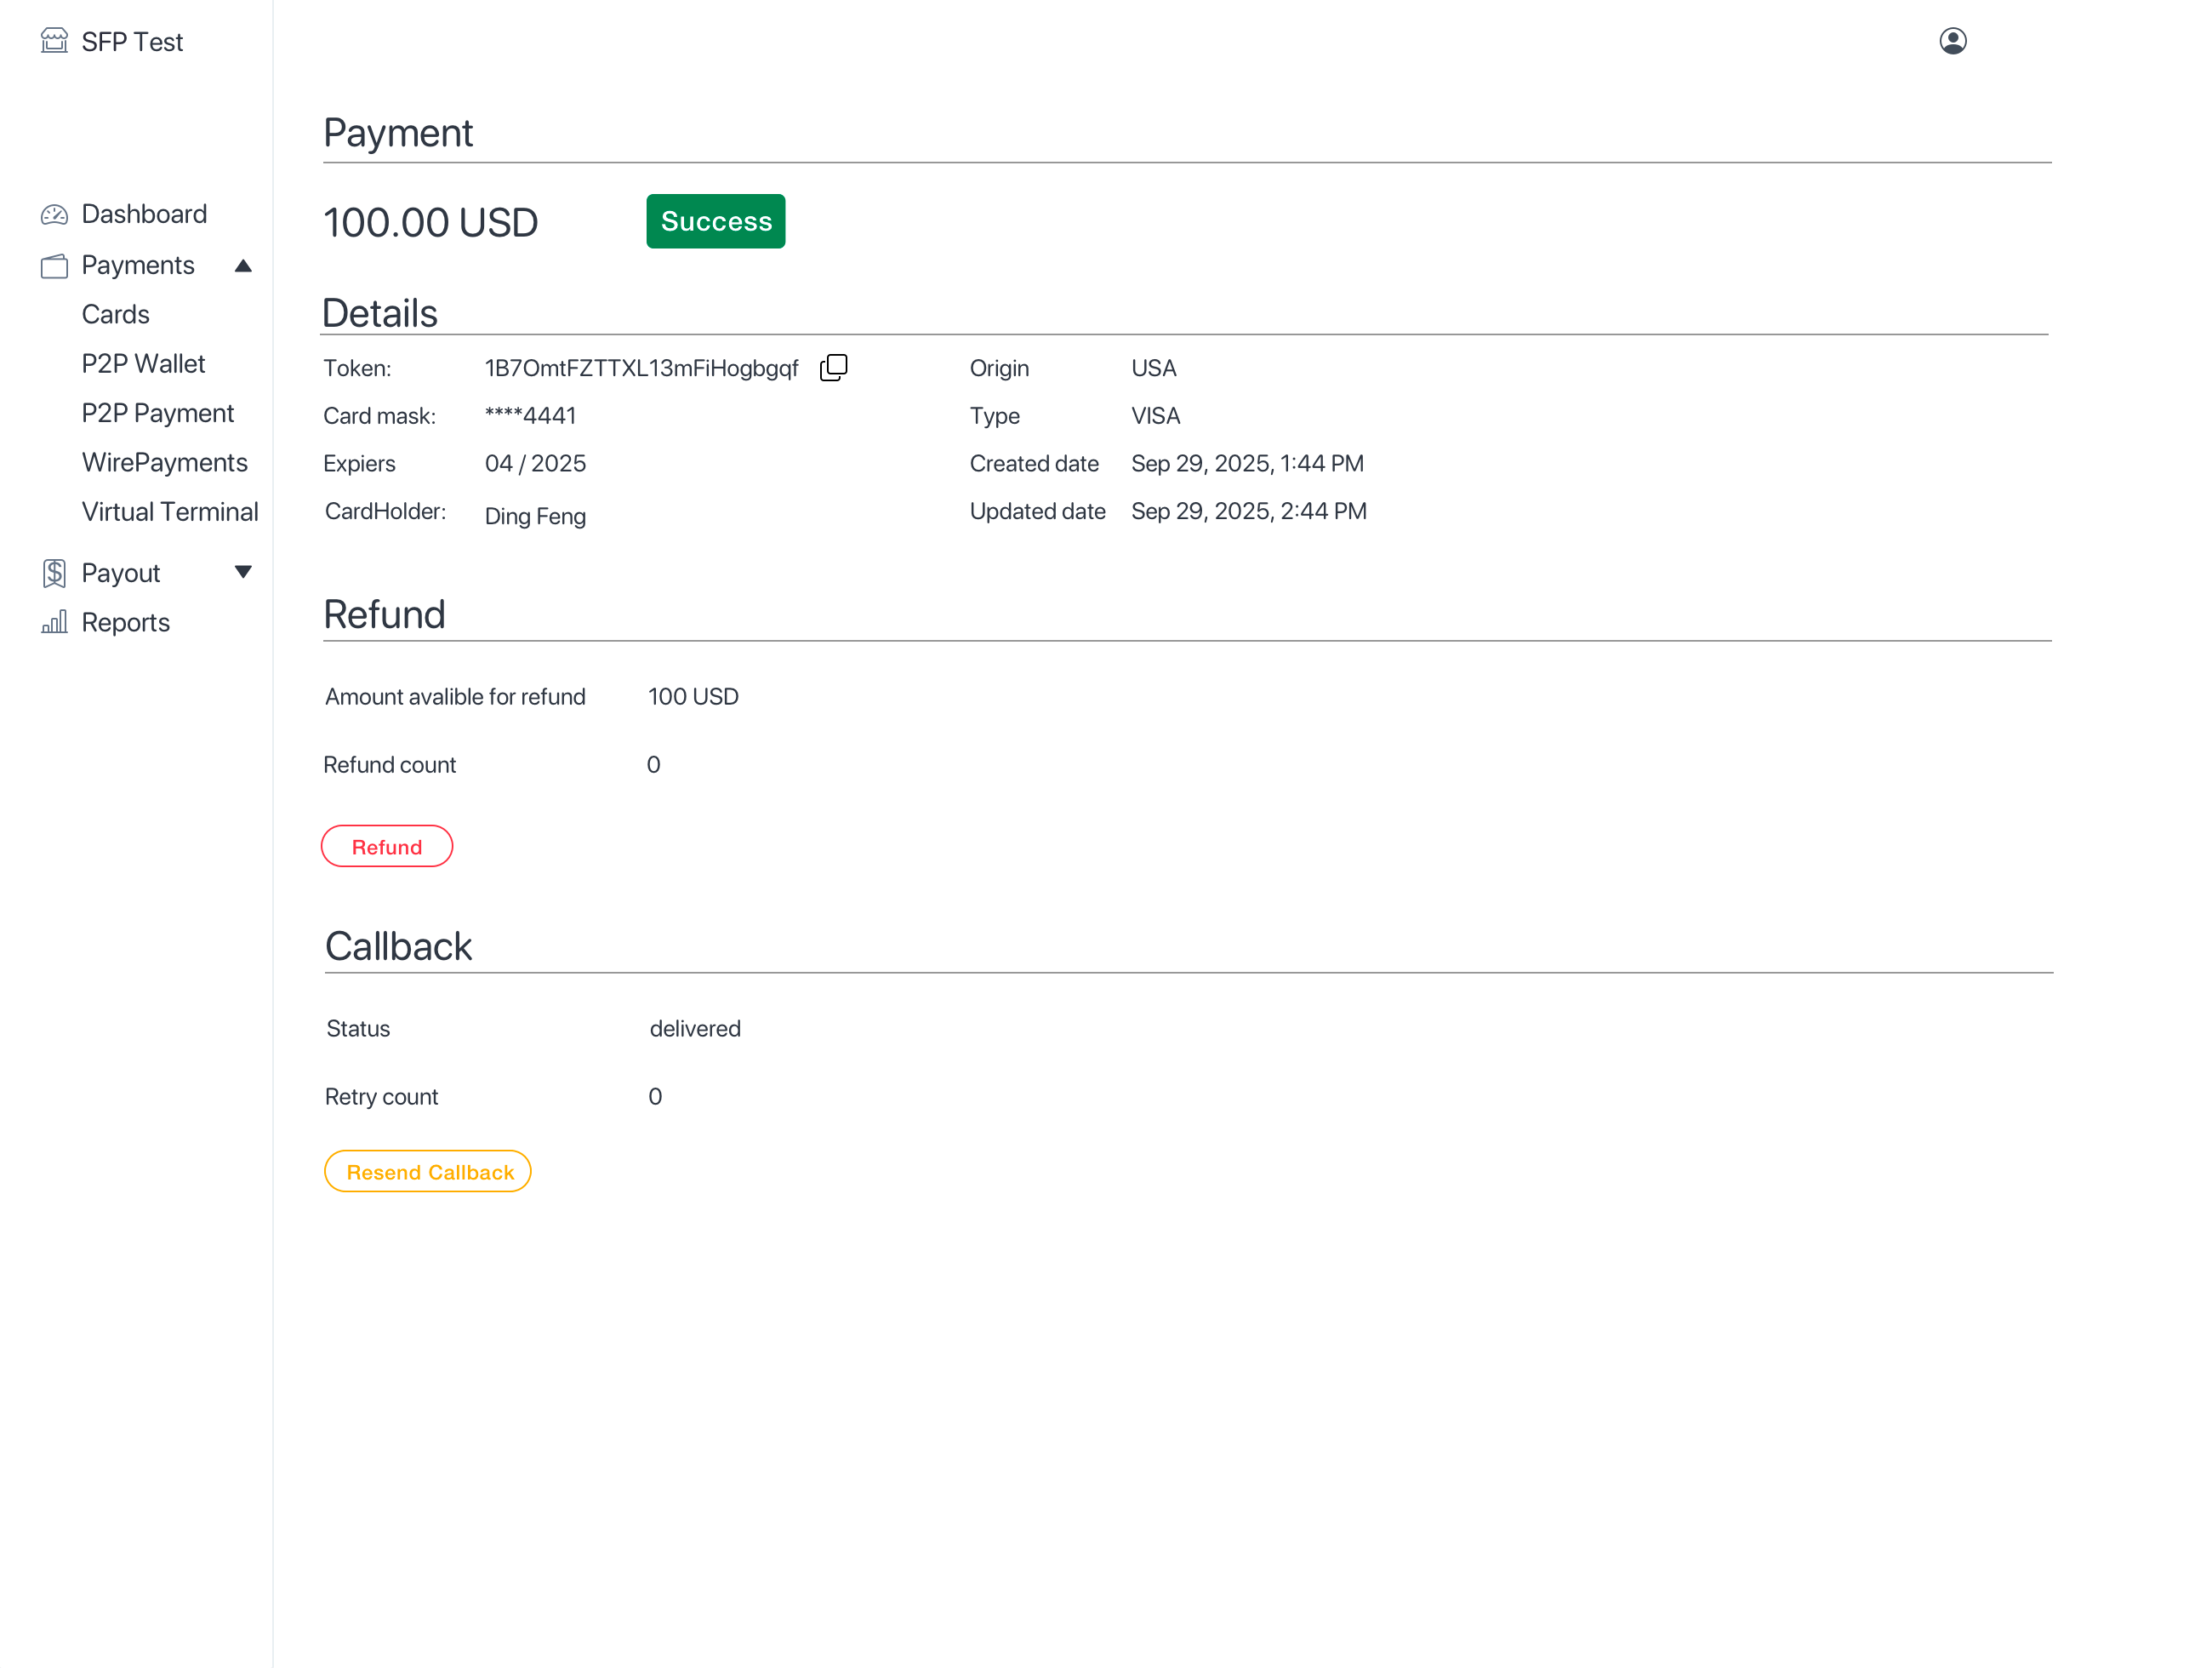 SFP Test
Dashboard
Payments
Cards
P2P Wallet
P2P Payment
WirePayments
Virtual Terminal
Payout
Reports
Payment
100.00 USD Success
Details
Token: 1B7OmtFZTTXL13mFiHogbgqf Origin USA
Card mask: ****4441 Type VISA
Expiers 04 / 2025 Created date Sep 29, 2025, 1:44 PM
CardHolder: Ding Feng Updated date Sep 29, 2025, 2:44 PM
Refund
Amount avalible for refund 100 USD
Refund count 0
Refund
Callback
Status delivered
Retry count 0
Resend Callback